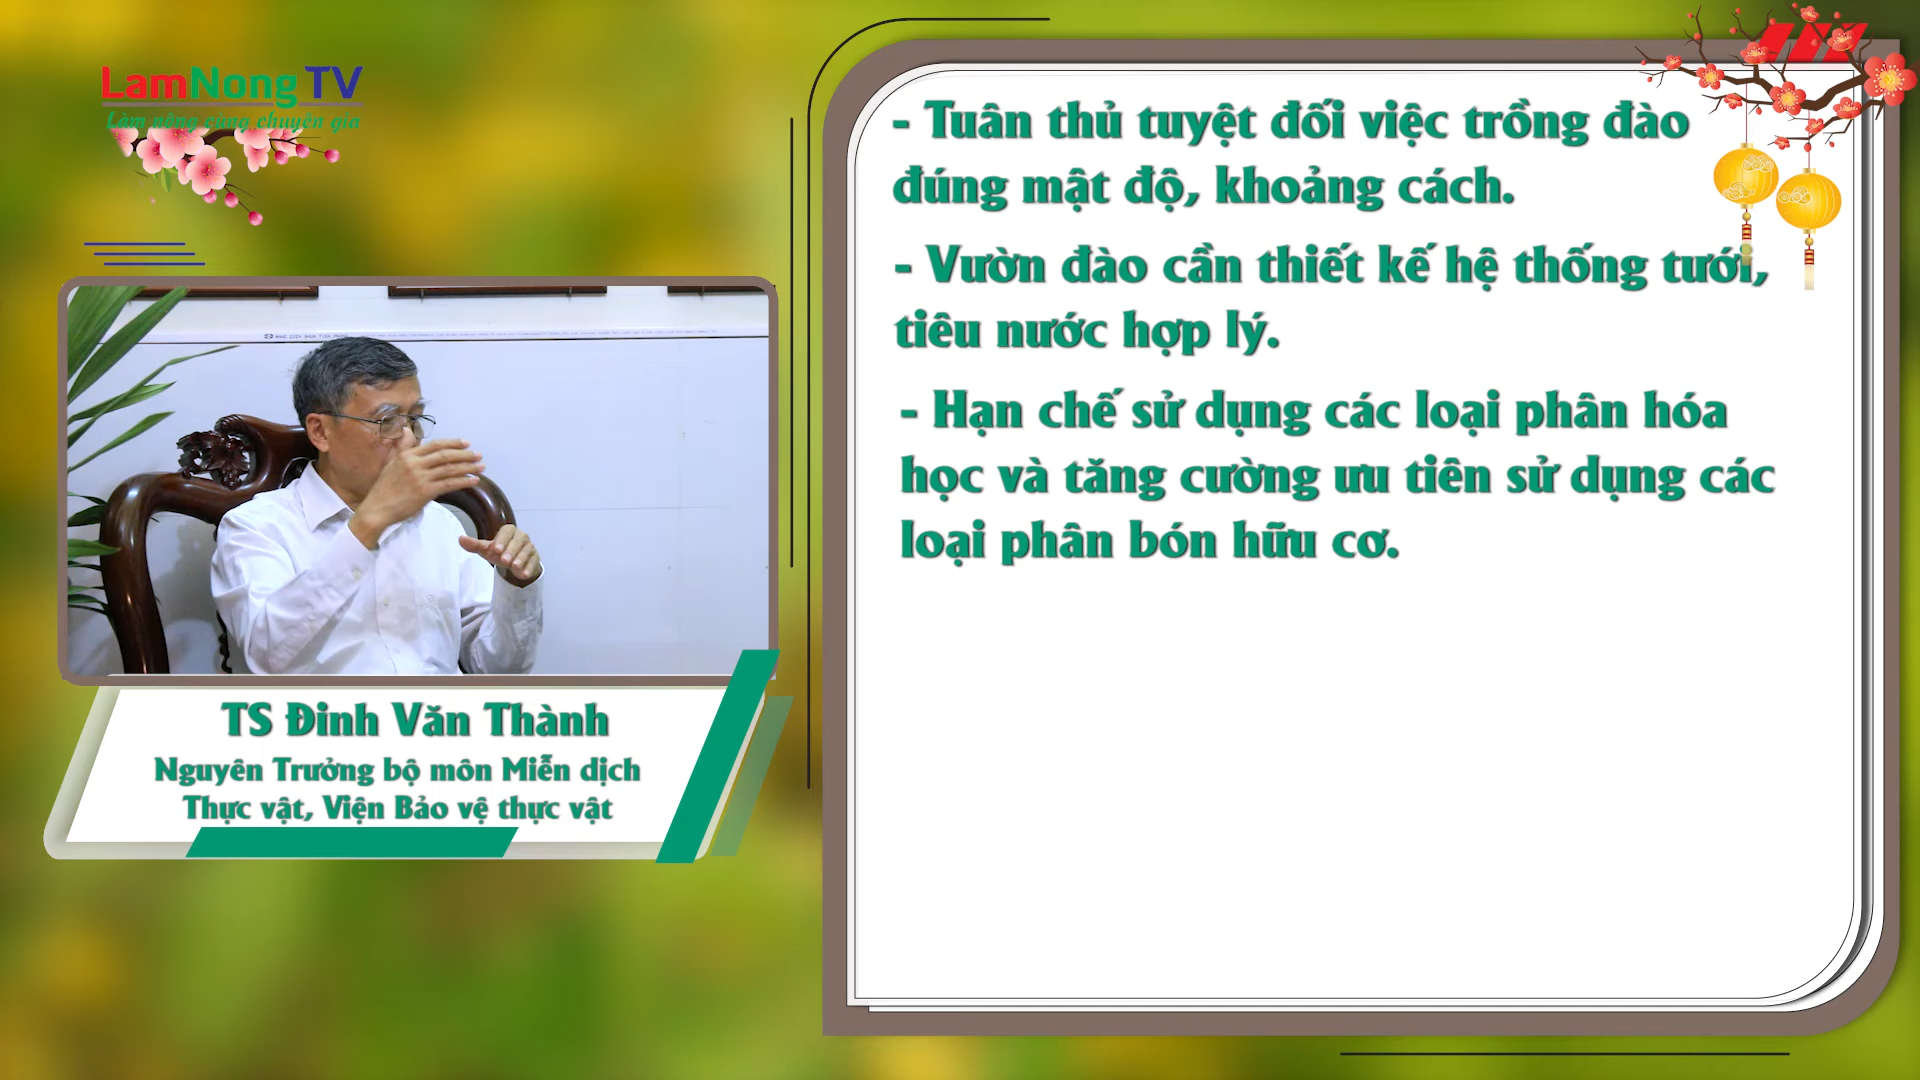 LamNongTV
Làm nông cùng chuyên gia
- Tuân thủ tuyệt đối việc trồng đào
đúng mật độ, khoảng cách.
- Vườn đào cần thiết kế hệ thống tưới,
tiêu nước hợp lý.
- Hạn chế sử dụng các loại phân hóa
học và tăng cường ưu tiên sử dụng các
loại phân bón hữu cơ.
TS Đinh Văn Thành
Nguyên Trưởng bộ môn Miễn dịch
Thực vật, Viện Bảo vệ thực vật